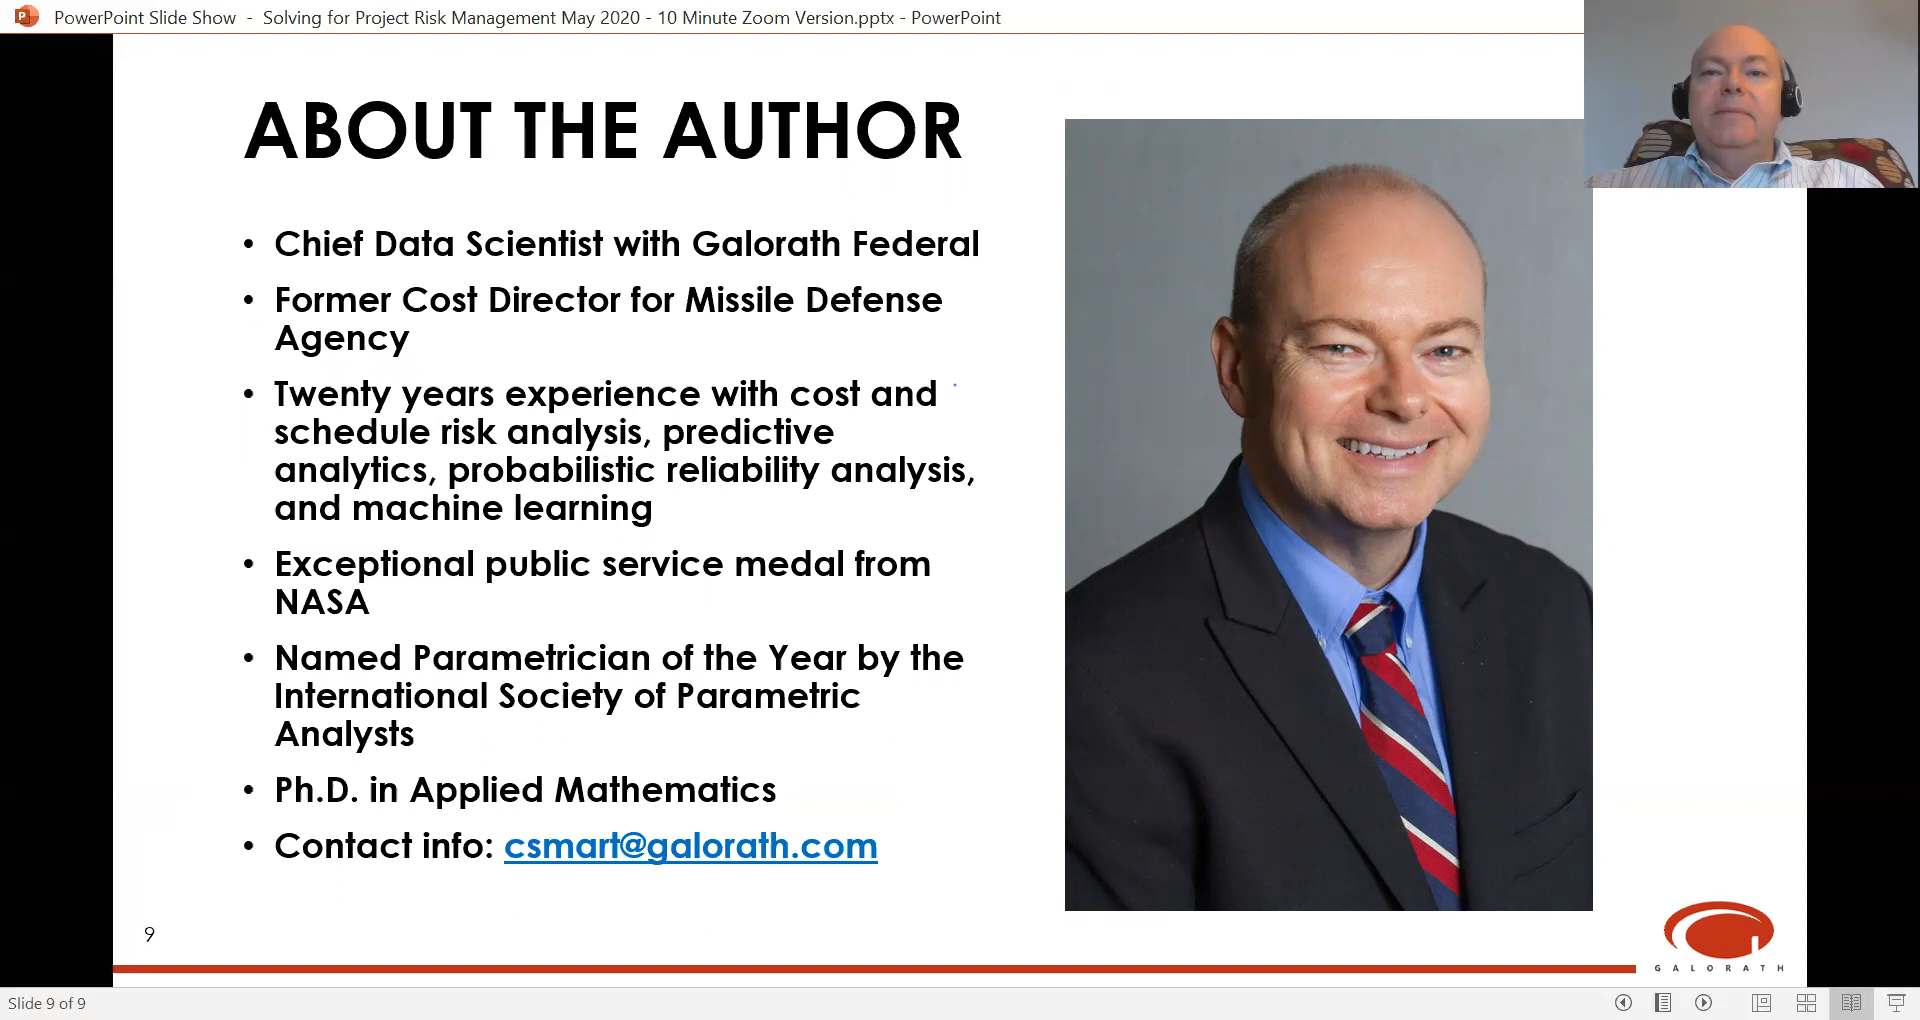 PowerPoint Slide Show - Solving for Project Risk Management May 2020 - 10 Minute Zoom Version.pptx - PowerPoint
ABOUT THE AUTHOR
• Chief Data Scientist with Galorath Federal
• Former Cost Director for Missile Defense
Agency
• Twenty years experience with cost and
schedule risk analysis, predictive
analytics, probabilistic reliability analysis,
and machine learning
• Exceptional public service medal from
NASA
• Named Parametrician of the Year by the
International Society of Parametric
Analysts
• Ph.D. in Applied Mathematics
• Contact info: csmart@galorath.com
9
GALORATH
Slide 9 of 9